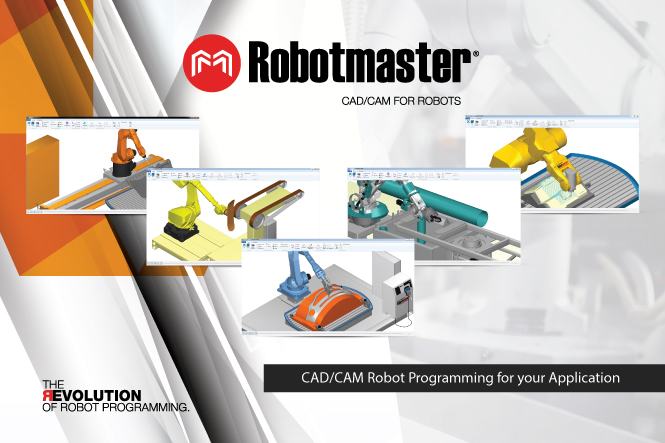 Robotmaster®
CAD/CAM FOR ROBOTS
CAD/CAM Robot Programming for your Application
THE
REVOLUTION
OF ROBOT PROGRAMMING.